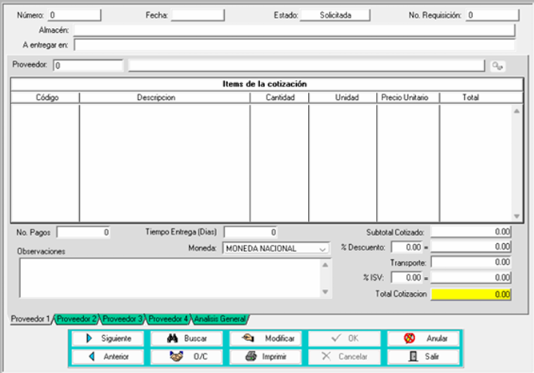 Número: 0 Fecha: Estado: Solicitada No. Requisición: 0
Almacén:
A entregar en:
Proveedor: 0
Items de la cotización
Código Descripcion Cantidad Unidad Precio Unitario Total
No. Pagos 0 Tiempo Entrega (Dias) 0 Subtotal Cotizado: 0.00
Observaciones Moneda: MONEDA NACIONAL % Descuento: 0.00 = 0.00
Transporte: 0.00
% ISV: 0.00 = 0.00
Total Cotizacion 0.00
Proveedor 1 Proveedor 2 Proveedor 3 Proveedor 4 Analisis General
Siguiente Buscar Modificar OK Anular
Anterior O/C Imprimir Cancelar Salir